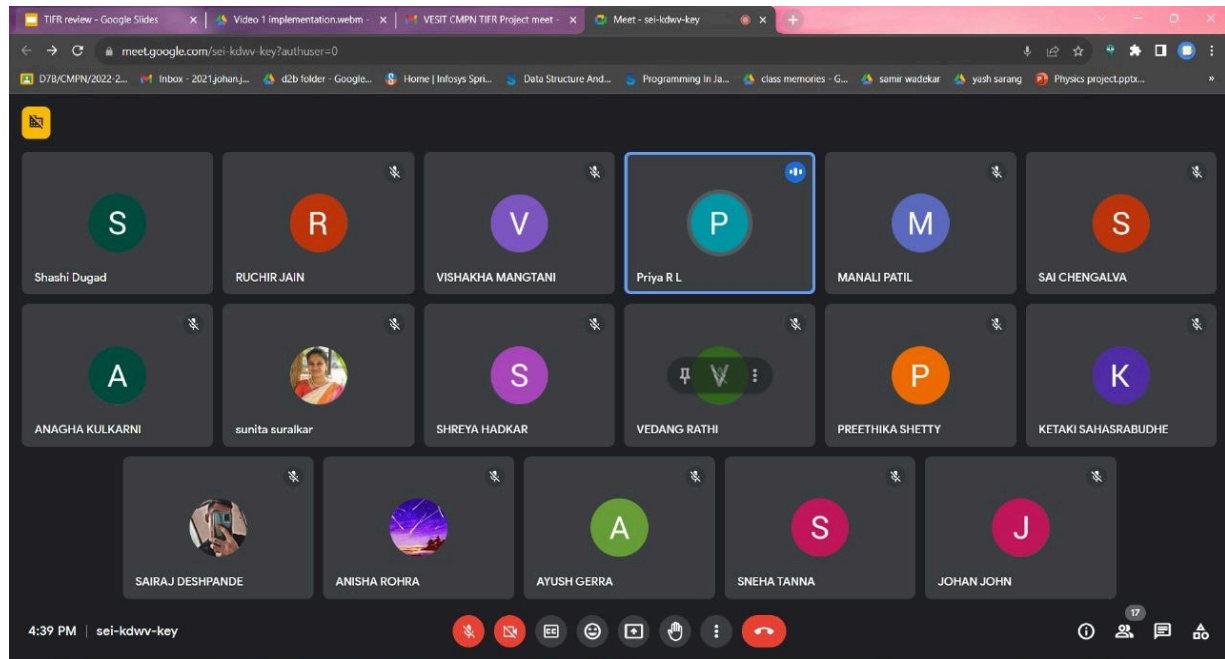 TIFR review - Google Slides
Video 1 implementation.webm -
VESIT CMPN TIFR Project meet -
Meet - sei-kdwv-key
meet.google.com/sei-kdwv-key?authuser=0
D7B/CMPN/2022-2... Inbox - 2021.johan.j... d2b folder - Google... Home | Infosys Spri... Data Structure And... Programming In Ja... class memories - G... samir wadekar yash sarang Physics project.pptx... »
S R V P M S
Shashi Dugad RUCHIR JAIN VISHAKHA MANGTANI Priya R L MANALI PATIL SAI CHENGALVA
A S V P K
ANAGHA KULKARNI sunita suralkar SHREYA HADKAR VEDANG RATHI PREETHIKA SHETTY KETAKI SAHASRABUDHE
A S J
SAIRAJ DESHPANDE ANISHA ROHRA AYUSH GERRA SNEHA TANNA JOHAN JOHN
4:39 PM | sei-kdwv-key
CC
17